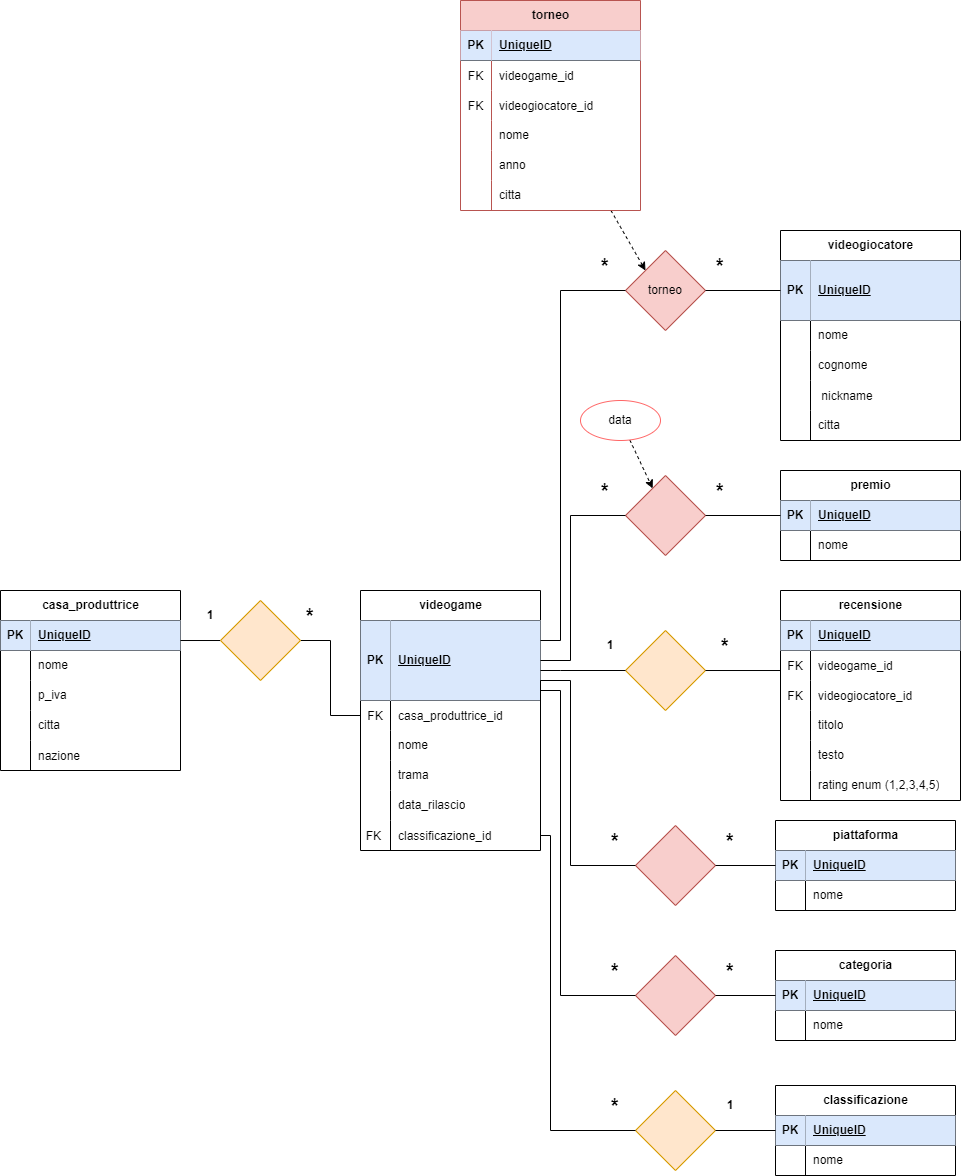 torneo
PK UniqueID
FK videogame_id
FK videogiocatore_id
nome
anno
citta
* *
torneo
videogiocatore
PK UniqueID
nome
cognome
nickname
citta
data
* *
premio
PK UniqueID
nome
casa_produttrice
PK UniqueID
nome
p_iva
citta
nazione
1 *
videogame
PK UniqueID
FK casa_produttrice_id
nome
trama
data_rilascio
FK classificazione_id
1 *
recensione
PK UniqueID
FK videogame_id
FK videogiocatore_id
titolo
testo
rating enum (1,2,3,4,5)
* *
piattaforma
PK UniqueID
nome
* *
categoria
PK UniqueID
nome
* 1
classificazione
PK UniqueID
nome